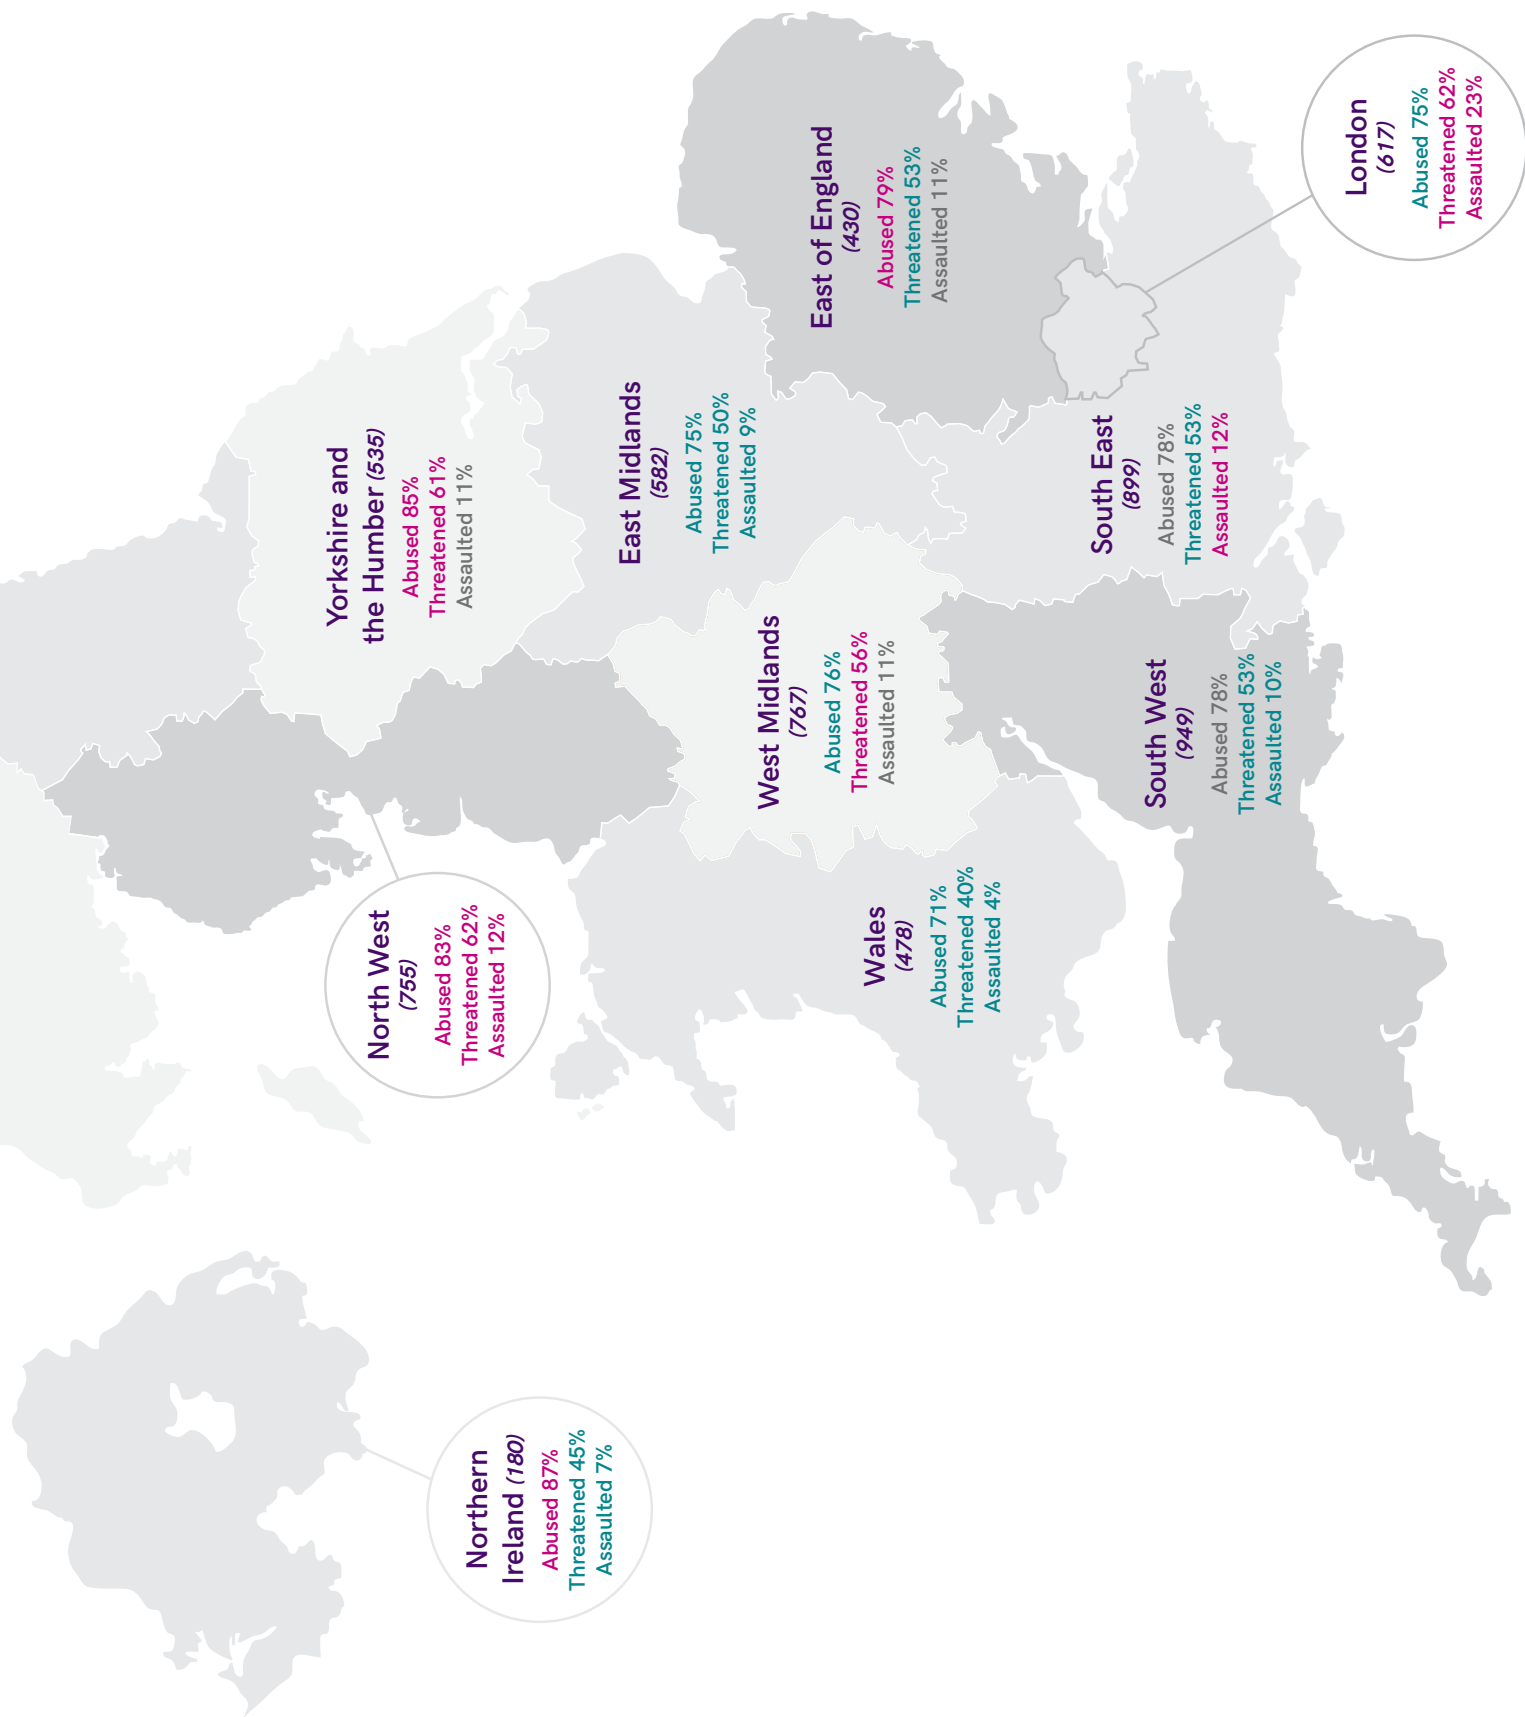 Yorkshire and
the Humber (535)
Abused 85%
Threatened 61%
Assaulted 11%
North West
(755)
Abused 83%
Threatened 62%
Assaulted 12%
Northern
Ireland (180)
Abused 87%
Threatened 45%
Assaulted 7%
East Midlands
(582)
Abused 75%
Threatened 50%
Assaulted 9%
West Midlands
(767)
Abused 76%
Threatened 56%
Assaulted 11%
East of England
(430)
Abused 79%
Threatened 53%
Assaulted 11%
Wales
(478)
Abused 71%
Threatened 40%
Assaulted 4%
South East
(899)
Abused 78%
Threatened 53%
Assaulted 12%
South West
(949)
Abused 78%
Threatened 53%
Assaulted 10%
London
(617)
Abused 75%
Threatened 62%
Assaulted 23%